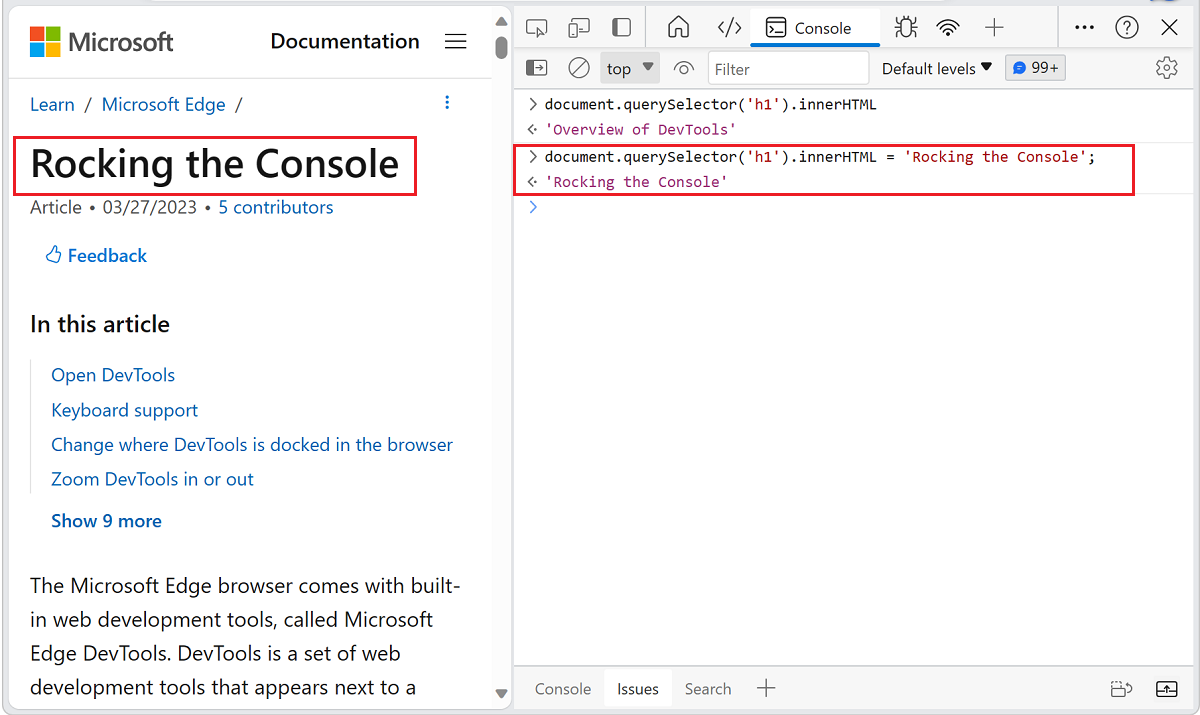 Microsoft
Documentation
Learn / Microsoft Edge /
Rocking the Console
Article • 03/27/2023 • 5 contributors
Feedback
In this article
Open DevTools
Keyboard support
Change where DevTools is docked in the browser
Zoom DevTools in or out
Show 9 more
The Microsoft Edge browser comes with built-
in web development tools, called Microsoft
Edge DevTools. DevTools is a set of web
development tools that appears next to a
Console
top Filter Default levels 99+
document.querySelector('h1').innerHTML
'Overview of DevTools'
document.querySelector('h1').innerHTML = 'Rocking the Console';
'Rocking the Console'
Console Issues Search